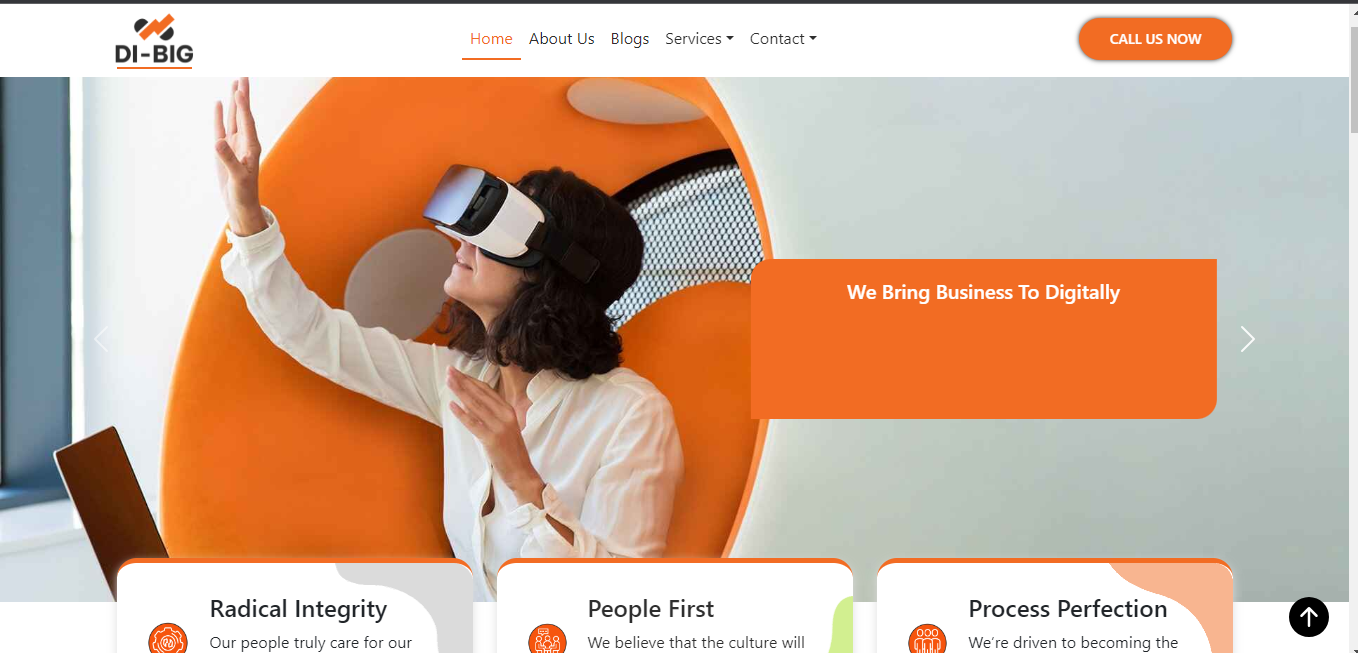 DI-BIG
Home About Us Blogs Services Contact
CALL US NOW
We Bring Business To Digitally
Radical Integrity
Our people truly care for our
People First
We believe that the culture will
Process Perfection
We're driven to becoming the